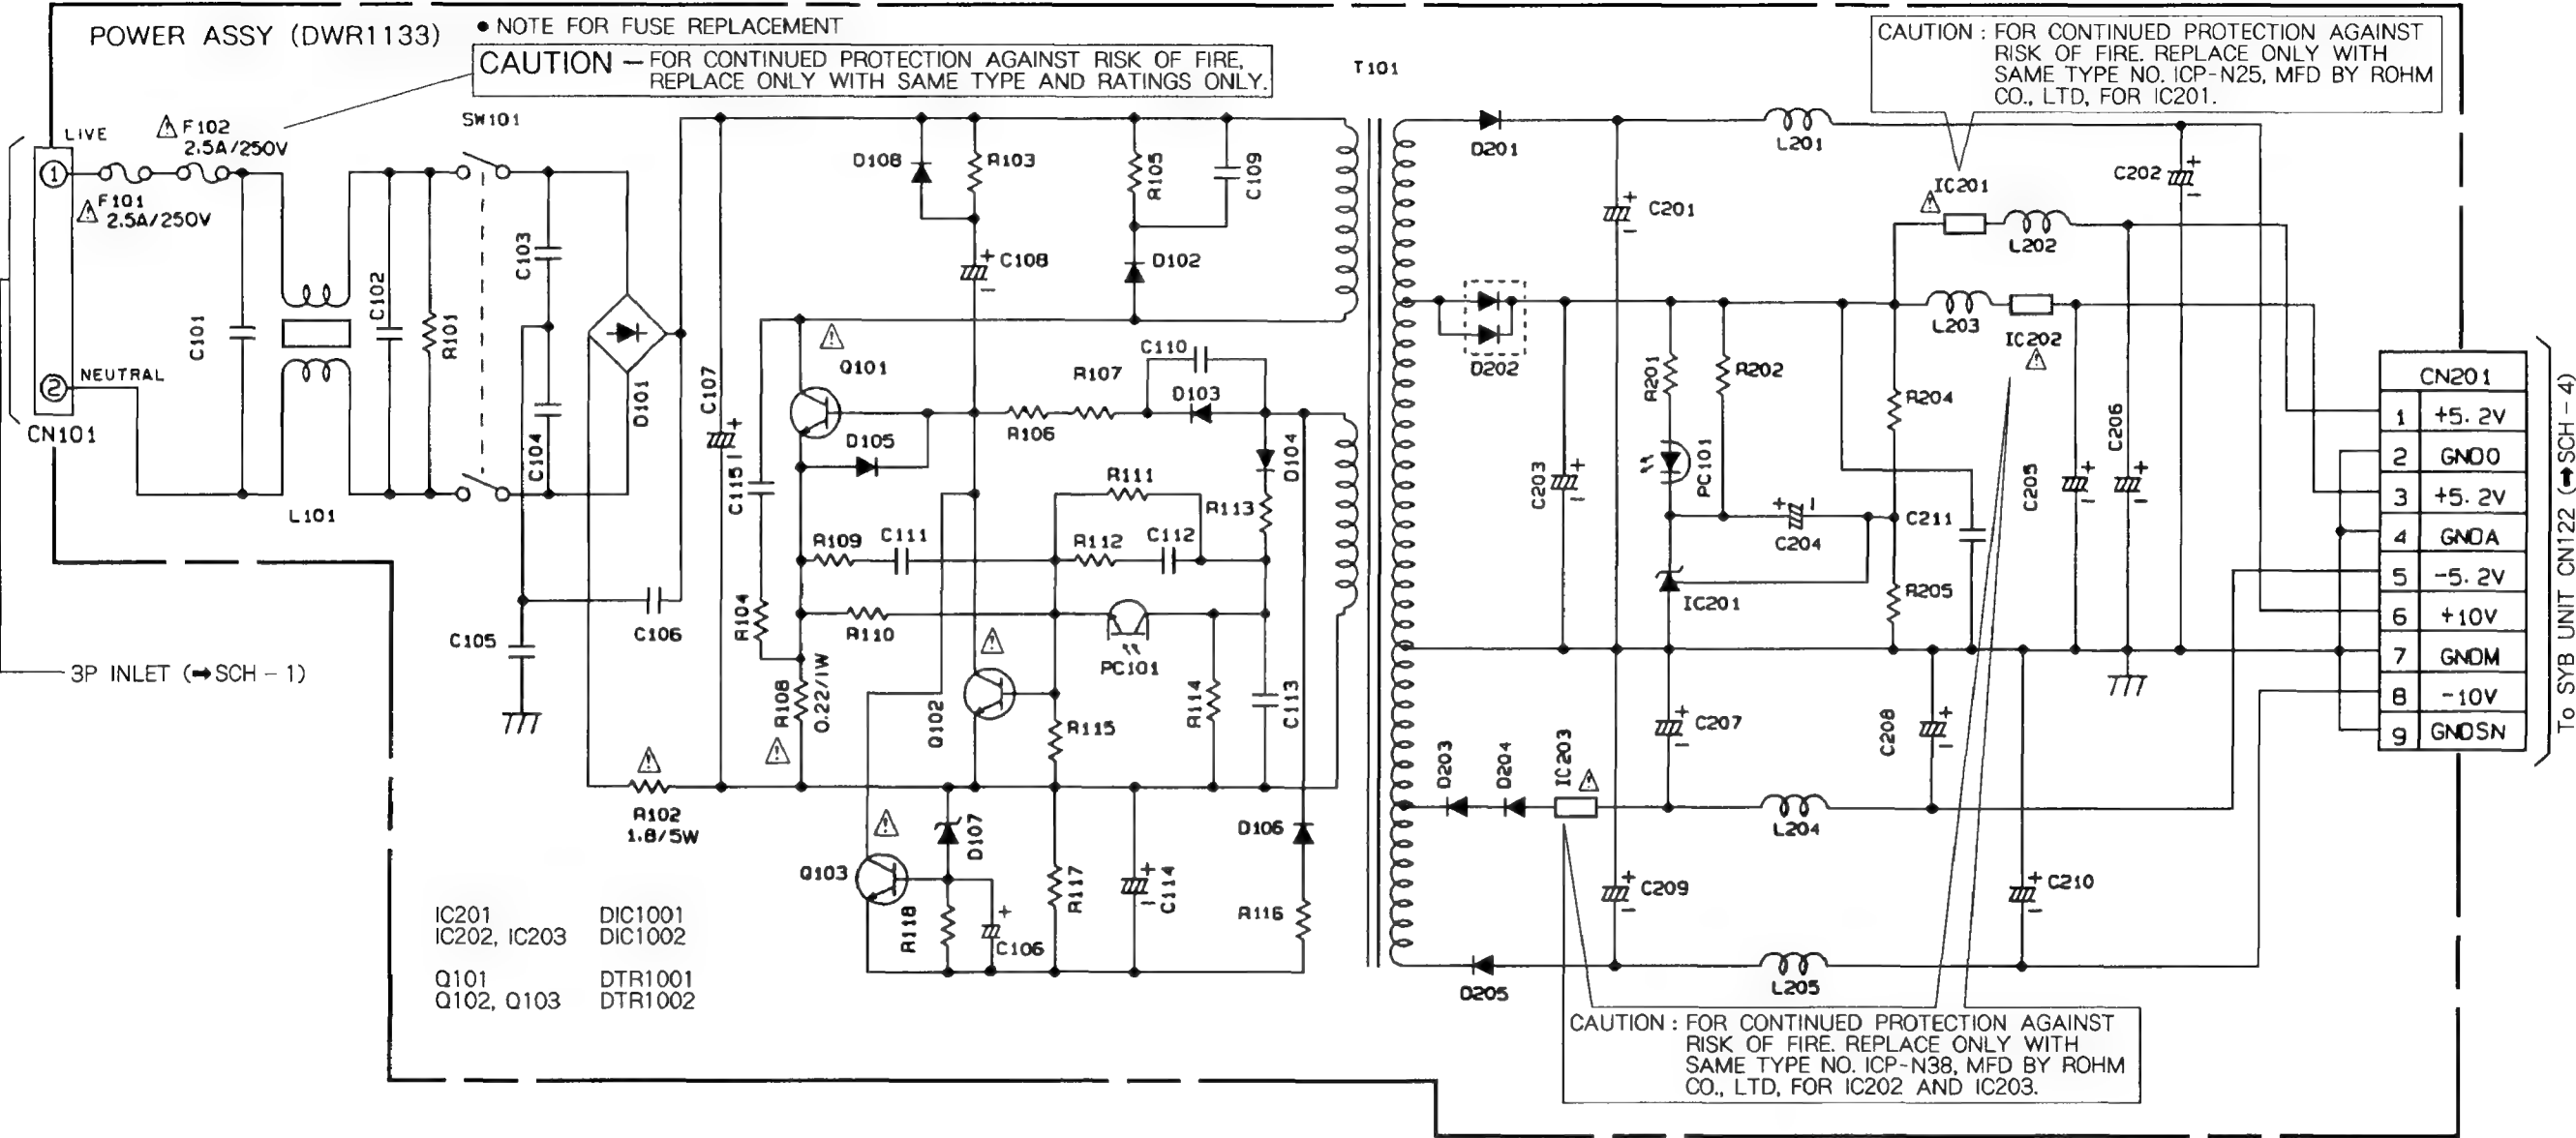 POWER ASSY (DWR1133)
● NOTE FOR FUSE REPLACEMENT
CAUTION — FOR CONTINUED PROTECTION AGAINST RISK OF FIRE,
REPLACE ONLY WITH SAME TYPE AND RATINGS ONLY.
CAUTION : FOR CONTINUED PROTECTION AGAINST
RISK OF FIRE. REPLACE ONLY WITH
SAME TYPE NO. ICP-N25, MFD BY ROHM
CO., LTD, FOR IC201.
LIVE
1
F102
2.5A/250V
F101
2.5A/250V
2
NEUTRAL
CN101
3P INLET (➡SCH-1)
C101
L101
C102
R101
SW101
C103
C104
C105
D101
C106
R102
1.8/5W
C107
C115
R104
R108
0.22/1W
D108
R103
C108
R105
C109
D102
Q101
D105
R106
R107
C110
D103
D104
R111
R113
R109
C111
R112
C112
R110
PC101
Q102
R115
R114
C113
D107
Q103
R118
C106
R117
C114
D106
R116
T101
D201
L201
C201
C202
IC201
L202
D202
L203
IC202
C203
R201
R202
R204
PC101
C204
C211
IC201
R205
C205
C206
C207
C208
D203
D204
IC203
L204
C209
C210
D205
L205
CN201
1 +5.2V
2 GNDO
3 +5.2V
4 GNDA
5 -5.2V
6 +10V
7 GNDM
8 -10V
9 GNDSN
To SYB UNIT CN122 (➡SCH-4)
IC201 DIC1001
IC202, IC203 DIC1002
Q101 DTR1001
Q102, Q103 DTR1002
CAUTION : FOR CONTINUED PROTECTION AGAINST
RISK OF FIRE. REPLACE ONLY WITH
SAME TYPE NO. ICP-N38, MFD BY ROHM
CO., LTD, FOR IC202 AND IC203.